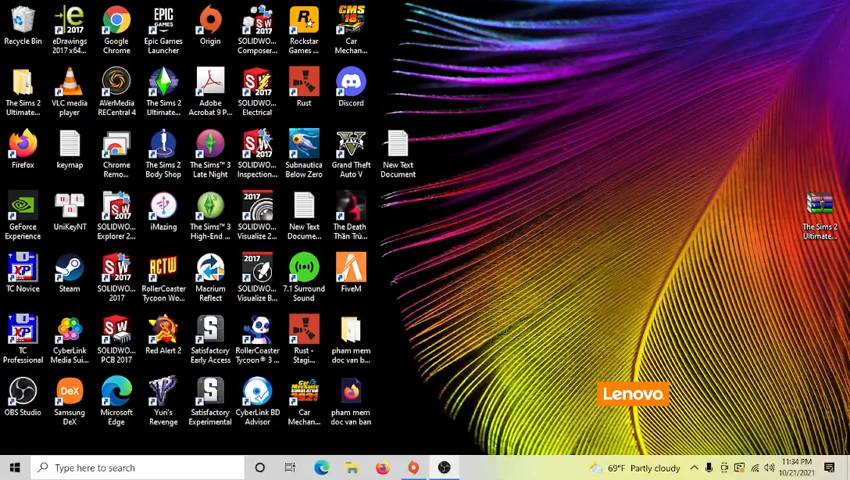 Recycle Bin
eDrawings
2017 x64...
Google
Chrome
Epic Games
Launcher
Origin
SOLIDWO...
Composer...
Rockstar
Games ...
Car
Mechan...
The Sims 2
Ultimate...
VLC media
player
AVerMedia
RECentral 4
The Sims 2
Ultimate...
Adobe
Acrobat 9 P...
SOLIDWO...
Electrical
Rust
Discord
Firefox
keymap
Chrome
Remo...
The Sims 2
Body Shop
The Sims™ 3
Late Night
SOLIDWO...
Inspection...
Subnautica
Below Zero
Grand Theft
Auto V
New Text
Document
GeForce
Experience
UniKeyNT
SOLIDWO...
Explorer 2...
iMazing
The Sims™ 3
High-End ...
SOLIDWO...
Visualize 2...
New Text
Docume...
The Death
Thần Trù...
The Sims 2
Ultimate...
TC Novice
Steam
SOLIDWO...
2017
RollerCoaster
Tycoon Wo...
Macrium
Reflect
SOLIDWO...
Visualize B...
7.1 Surround
Sound
FiveM
TC
Professional
CyberLink
Media Sui...
SOLIDWO...
PCB 2017
Red Alert 2
Satisfactory
Early Access
RollerCoaster
Tycoon® 3 ...
Rust -
Stagi...
pham mem
doc van b...
OBS Studio
Samsung
DeX
Microsoft
Edge
Yuri's
Revenge
Satisfactory
Experimental
CyberLink BD
Advisor
Car
Mechan...
pham mem
doc van ban
Lenovo
Type here to search
69°F Partly cloudy
11:34 PM
10/21/2021